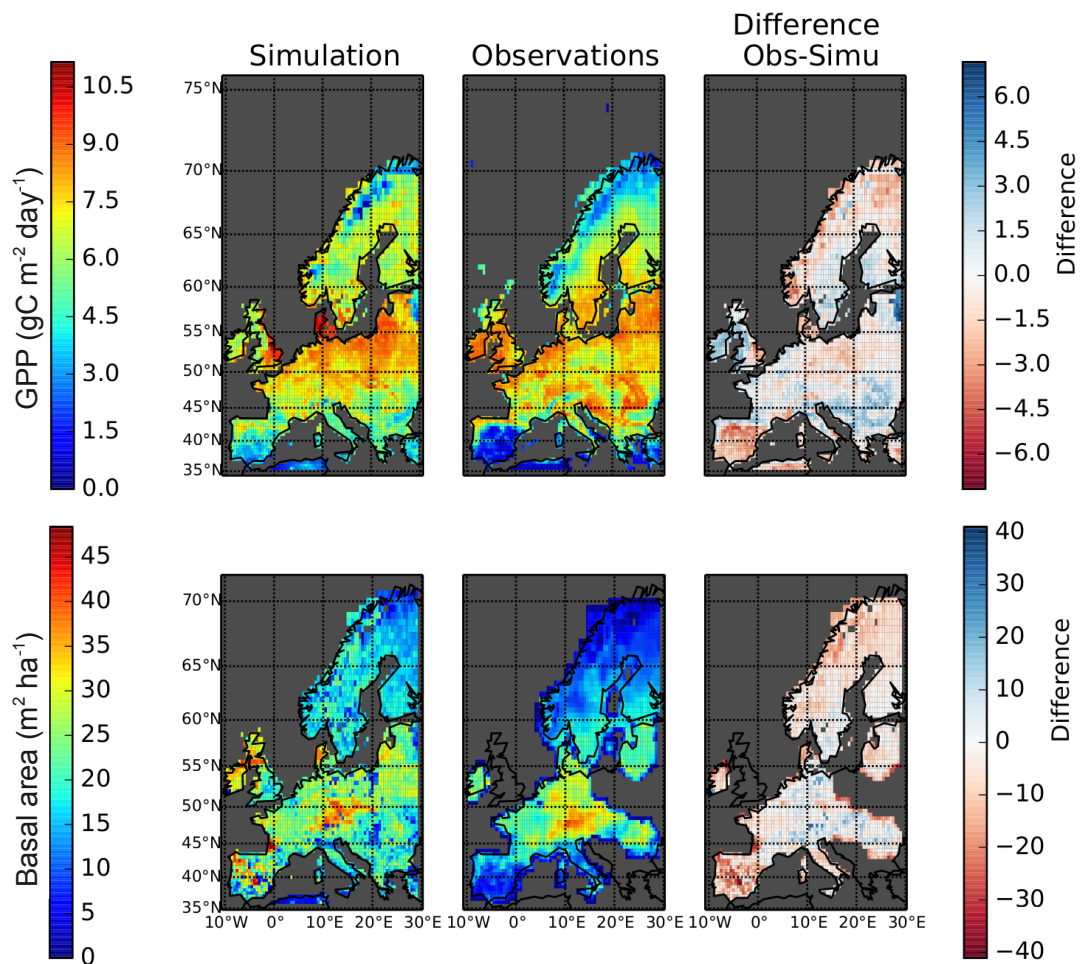 Difference
Simulation Observations Obs-Simu
GPP (gC m⁻² day⁻¹)
10.5
9.0
7.5
6.0
4.5
3.0
1.5
0.0
75°N
70°N
65°N
60°N
55°N
50°N
45°N
40°N
35°N
6.0
4.5
3.0
1.5
0.0
−1.5
−3.0
−4.5
−6.0
Difference
Basal area (m² ha⁻¹)
45
40
35
30
25
20
15
10
5
0
70°N
65°N
60°N
55°N
50°N
45°N
40°N
35°N
10°W 0° 10°E 20°E 30°E 10°W 0° 10°E 20°E 30°E 10°W 0° 10°E 20°E 30°E
40
30
20
10
0
−10
−20
−30
−40
Difference